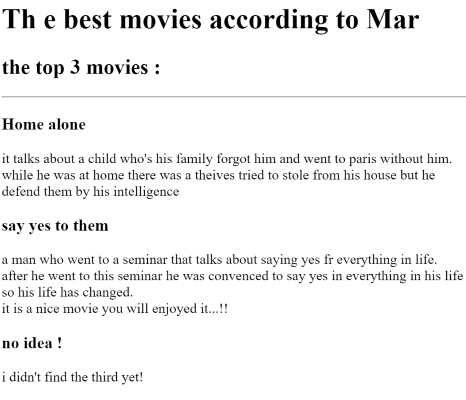 Th e best movies according to Mar
the top 3 movies :
Home alone
it talks about a child who's his family forgot him and went to paris without him.
while he was at home there was a theives tried to stole from his house but he
defend them by his intelligence
say yes to them
a man who went to a seminar that talks about saying yes fr everything in life.
after he went to this seminar he was convenced to say yes in everything in his life
so his life has changed.
it is a nice movie you will enjoyed it...!!
no idea !
i didn't find the third yet!